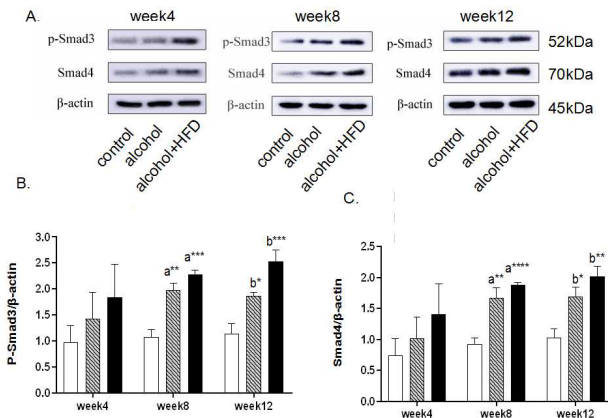 A.
week4 week8 week12
p-Smad3 p-Smad3 p-Smad3 52kDa
Smad4 Smad4 Smad4 70kDa
β-actin β-actin β-actin 45kDa
control alcohol alcohol+HFD control alcohol alcohol+HFD control alcohol alcohol+HFD
B.
P-Smad3/β-actin
3.0
2.5
2.0
1.5
1.0
0.5
0.0
a** a*** b* b***
week4 week8 week12
C.
Smad4/β-actin
2.5
2.0
1.5
1.0
0.5
0.0
a** a**** b* b**
week4 week8 week12